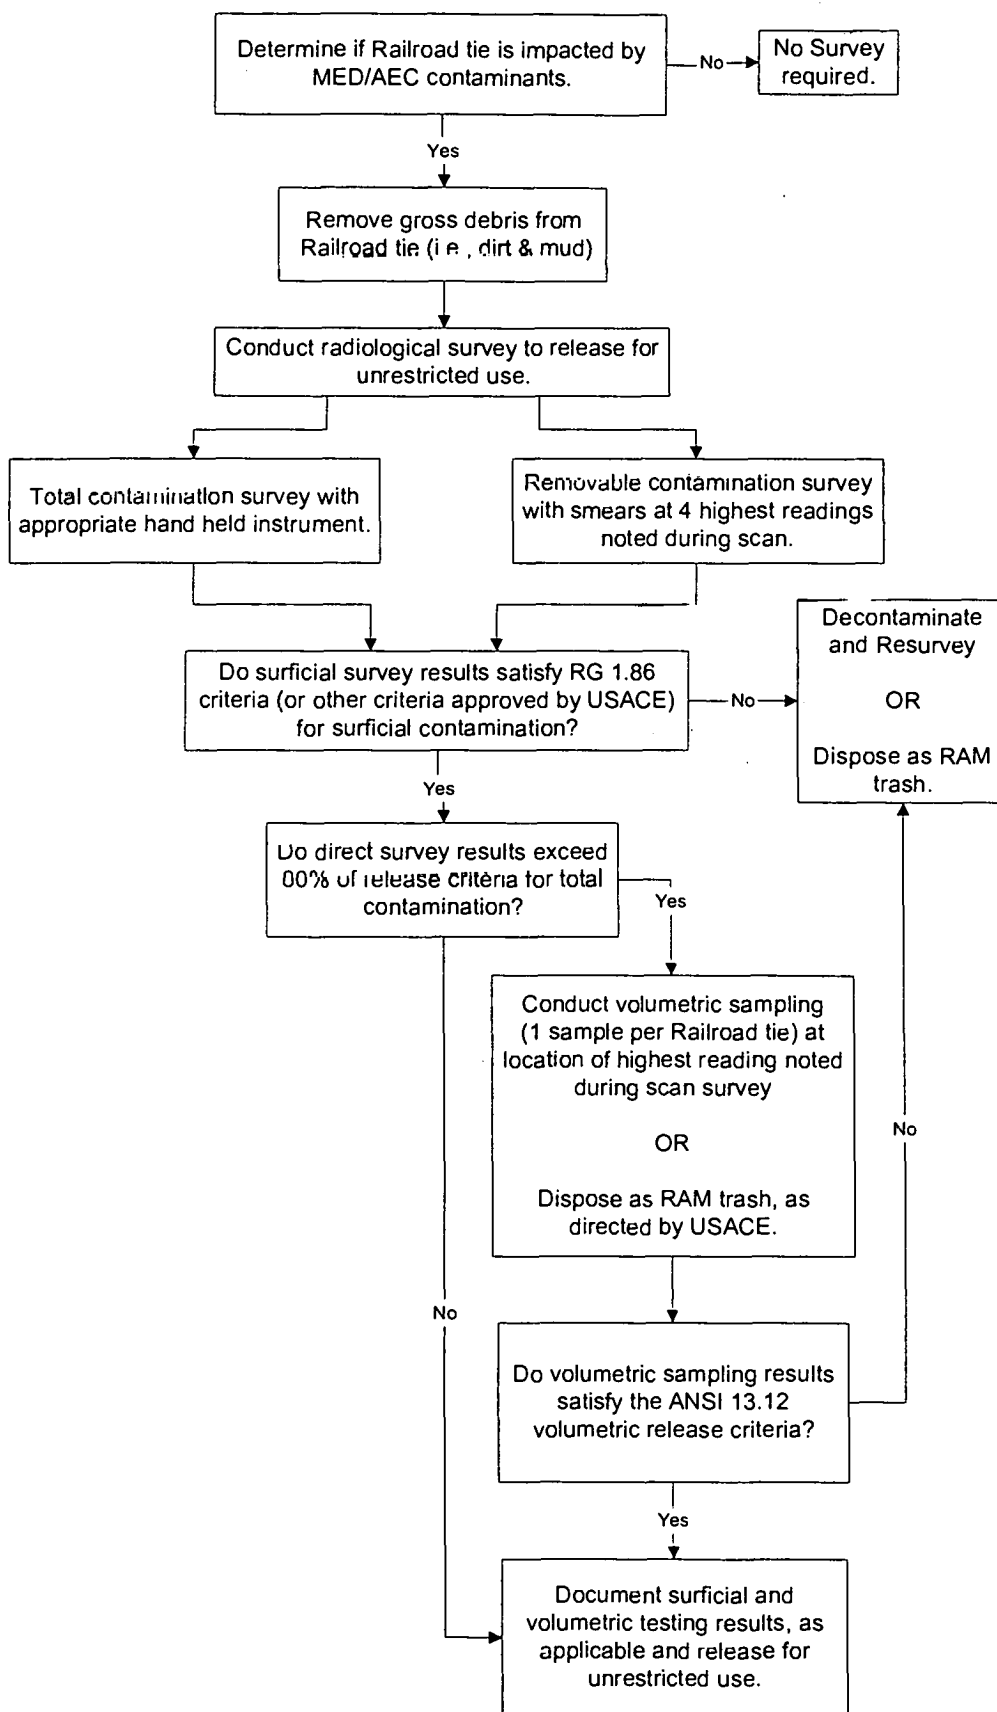 Determine if Railroad tie is impacted by
MED/AEC contaminants.
No
No Survey
required.
Yes
Remove gross debris from
Railroad tie (i.e., dirt & mud)
Conduct radiological survey to release for
unrestricted use.
Total contamination survey with
appropriate hand held instrument.
Removable contamination survey
with smears at 4 highest readings
noted during scan.
Decontaminate
and Resurvey
OR
Dispose as RAM
trash.
Do surficial survey results satisfy RG 1.86
criteria (or other criteria approved by USACE)
for surficial contamination?
No
Yes
Do direct survey results exceed
of release criteria for total
contamination?
Yes
Conduct volumetric sampling
(1 sample per Railroad tie) at
location of highest reading noted
during scan survey
OR
Dispose as RAM trash, as
directed by USACE.
No
No
Do volumetric sampling results
satisfy the ANSI 13.12
volumetric release criteria?
Yes
Document surficial and
volumetric testing results, as
applicable and release for
unrestricted use.